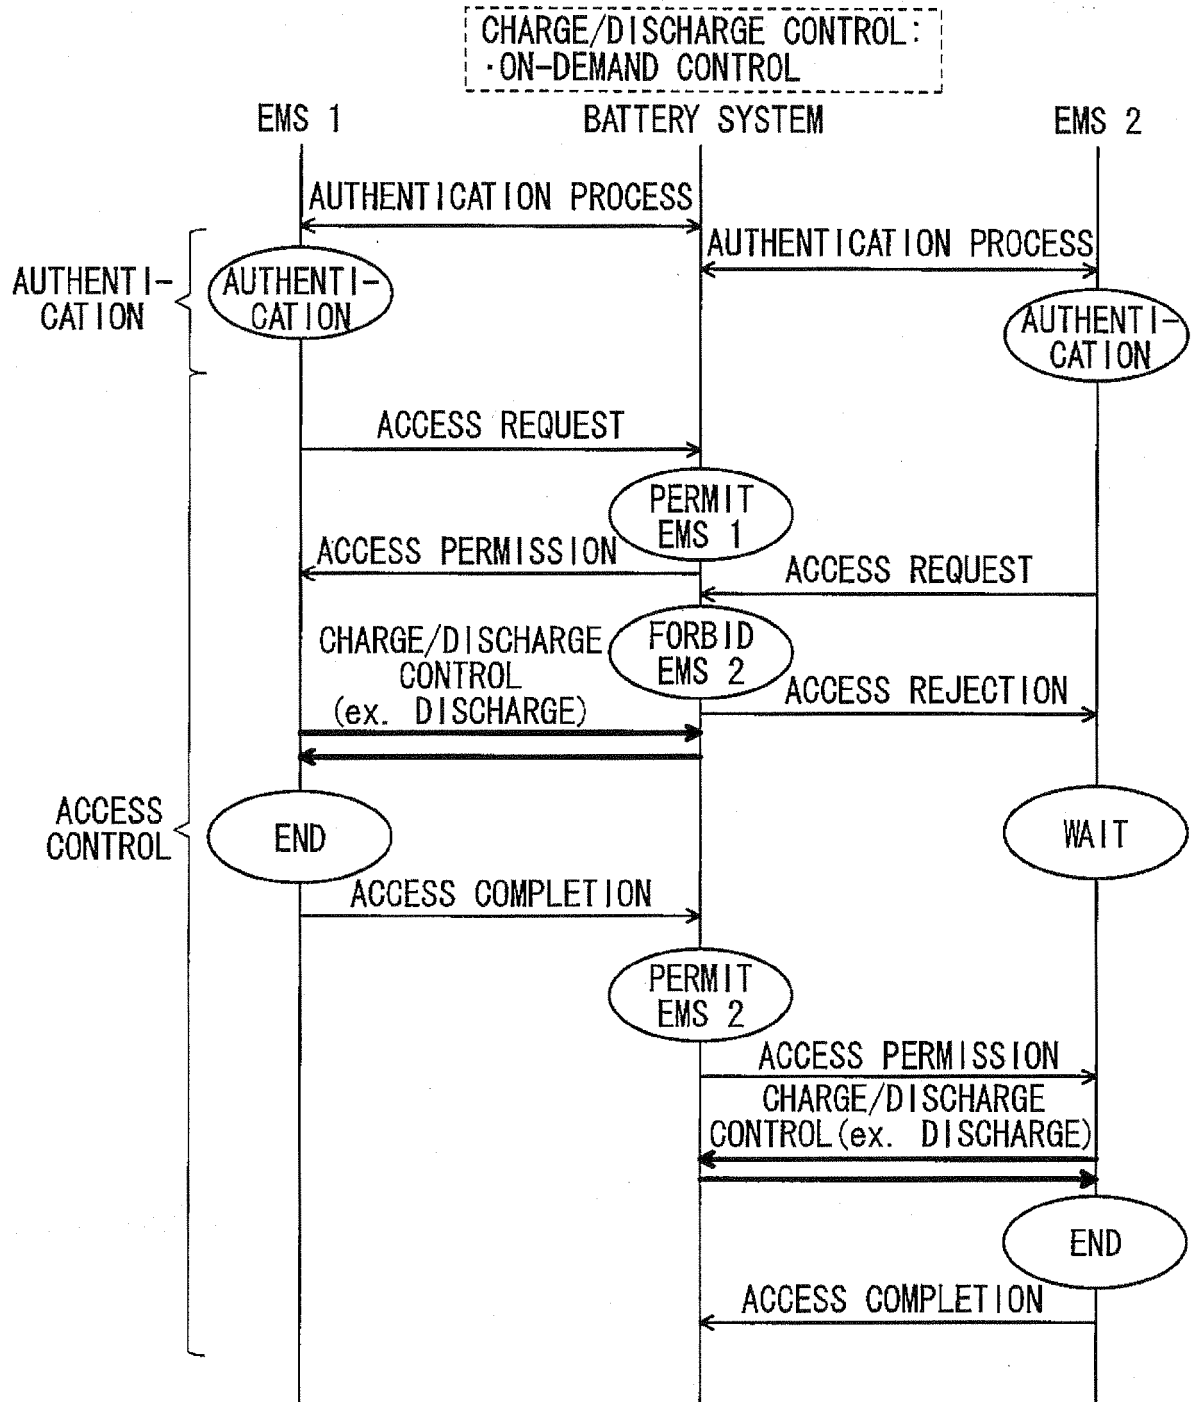 CHARGE/DISCHARGE CONTROL:
·ON-DEMAND CONTROL
EMS 1
BATTERY SYSTEM
EMS 2
AUTHENTICATION PROCESS
AUTHENTICATION PROCESS
AUTHENTI-
CATION
AUTHENTI-
CATION
AUTHENTI-
CATION
ACCESS REQUEST
PERMIT
EMS 1
ACCESS PERMISSION
ACCESS REQUEST
CHARGE/DISCHARGE
CONTROL
(ex. DISCHARGE)
FORBID
EMS 2
ACCESS REJECTION
ACCESS
CONTROL
END
WAIT
ACCESS COMPLETION
PERMIT
EMS 2
ACCESS PERMISSION
CHARGE/DISCHARGE
CONTROL(ex. DISCHARGE)
END
ACCESS COMPLETION